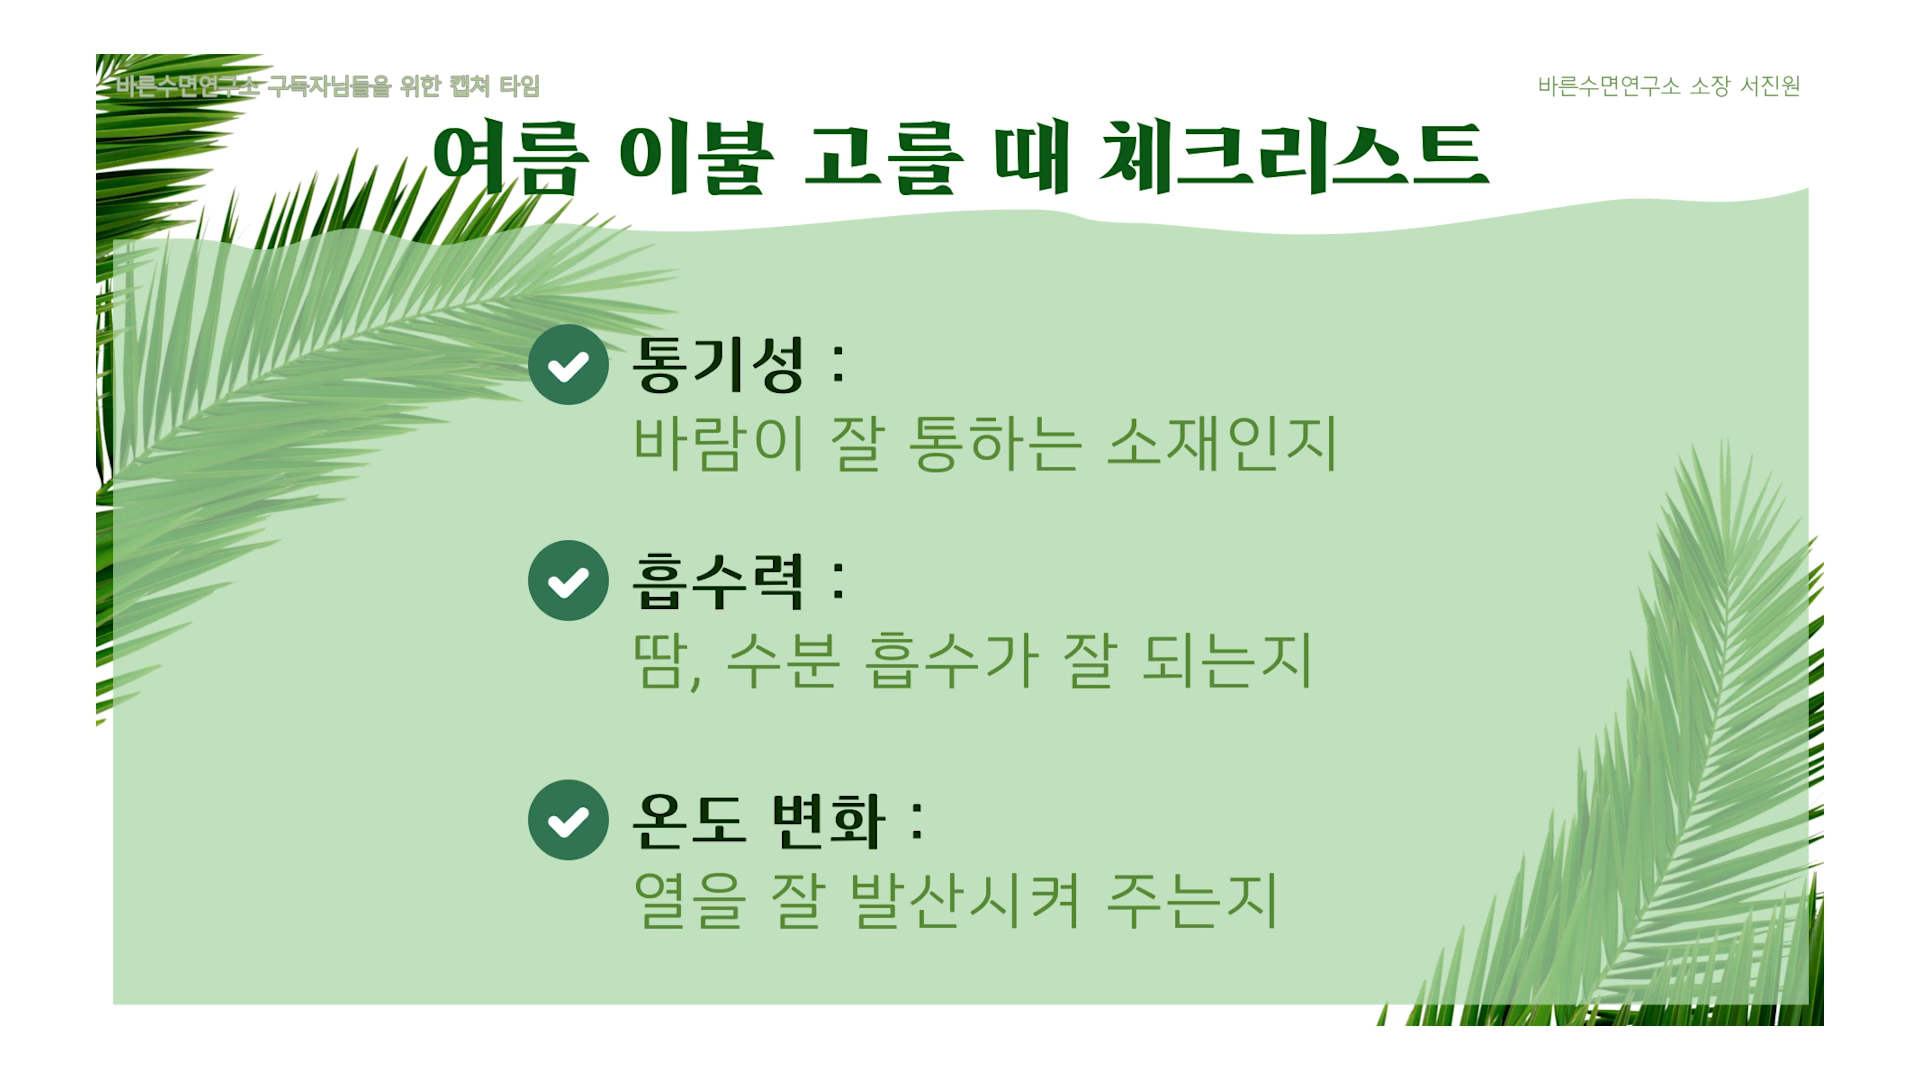 바른수면연구소 구독자님들을 위한 캡쳐 타임
바른수면연구소 소장 서진원
여름 이불 고를 때 체크리스트
통기성 :
바람이 잘 통하는 소재인지
흡수력 :
땀, 수분 흡수가 잘 되는지
온도 변화 :
열을 잘 발산시켜 주는지